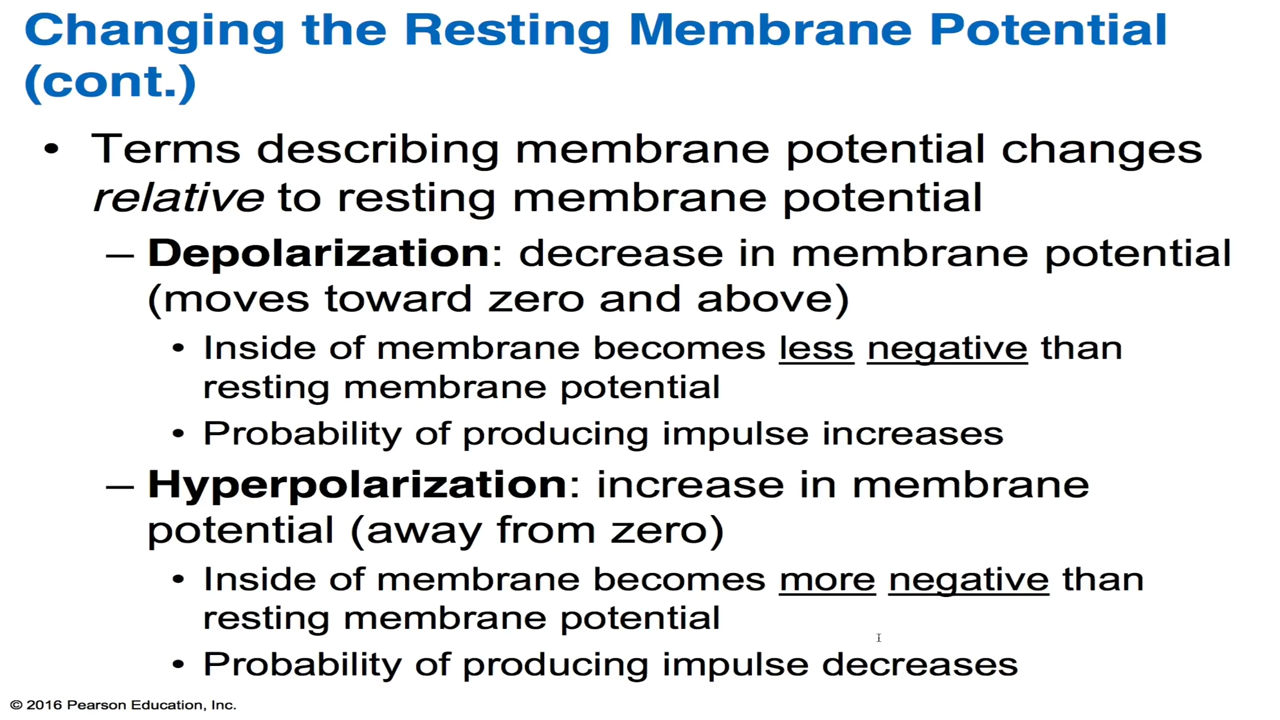 Changing the Resting Membrane Potential
(cont.)
• Terms describing membrane potential changes
relative to resting membrane potential
– Depolarization: decrease in membrane potential
(moves toward zero and above)
• Inside of membrane becomes less negative than
resting membrane potential
• Probability of producing impulse increases
– Hyperpolarization: increase in membrane
potential (away from zero)
• Inside of membrane becomes more negative than
resting membrane potential
• Probability of producing impulse decreases
© 2016 Pearson Education, Inc.